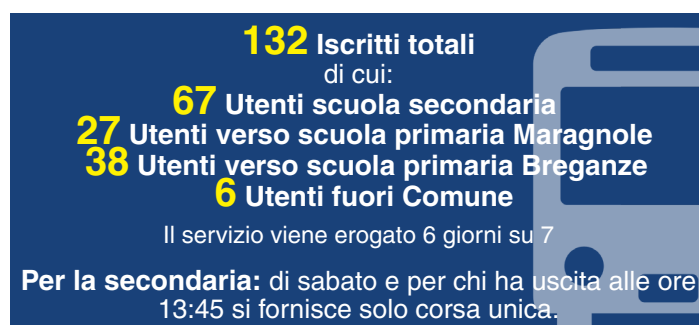 132 Iscritti totali
di cui:
67 Utenti scuola secondaria
27 Utenti verso scuola primaria Maragnole
38 Utenti verso scuola primaria Breganze
6 Utenti fuori Comune
Il servizio viene erogato 6 giorni su 7
Per la secondaria: di sabato e per chi ha uscita alle ore
13:45 si fornisce solo corsa unica.